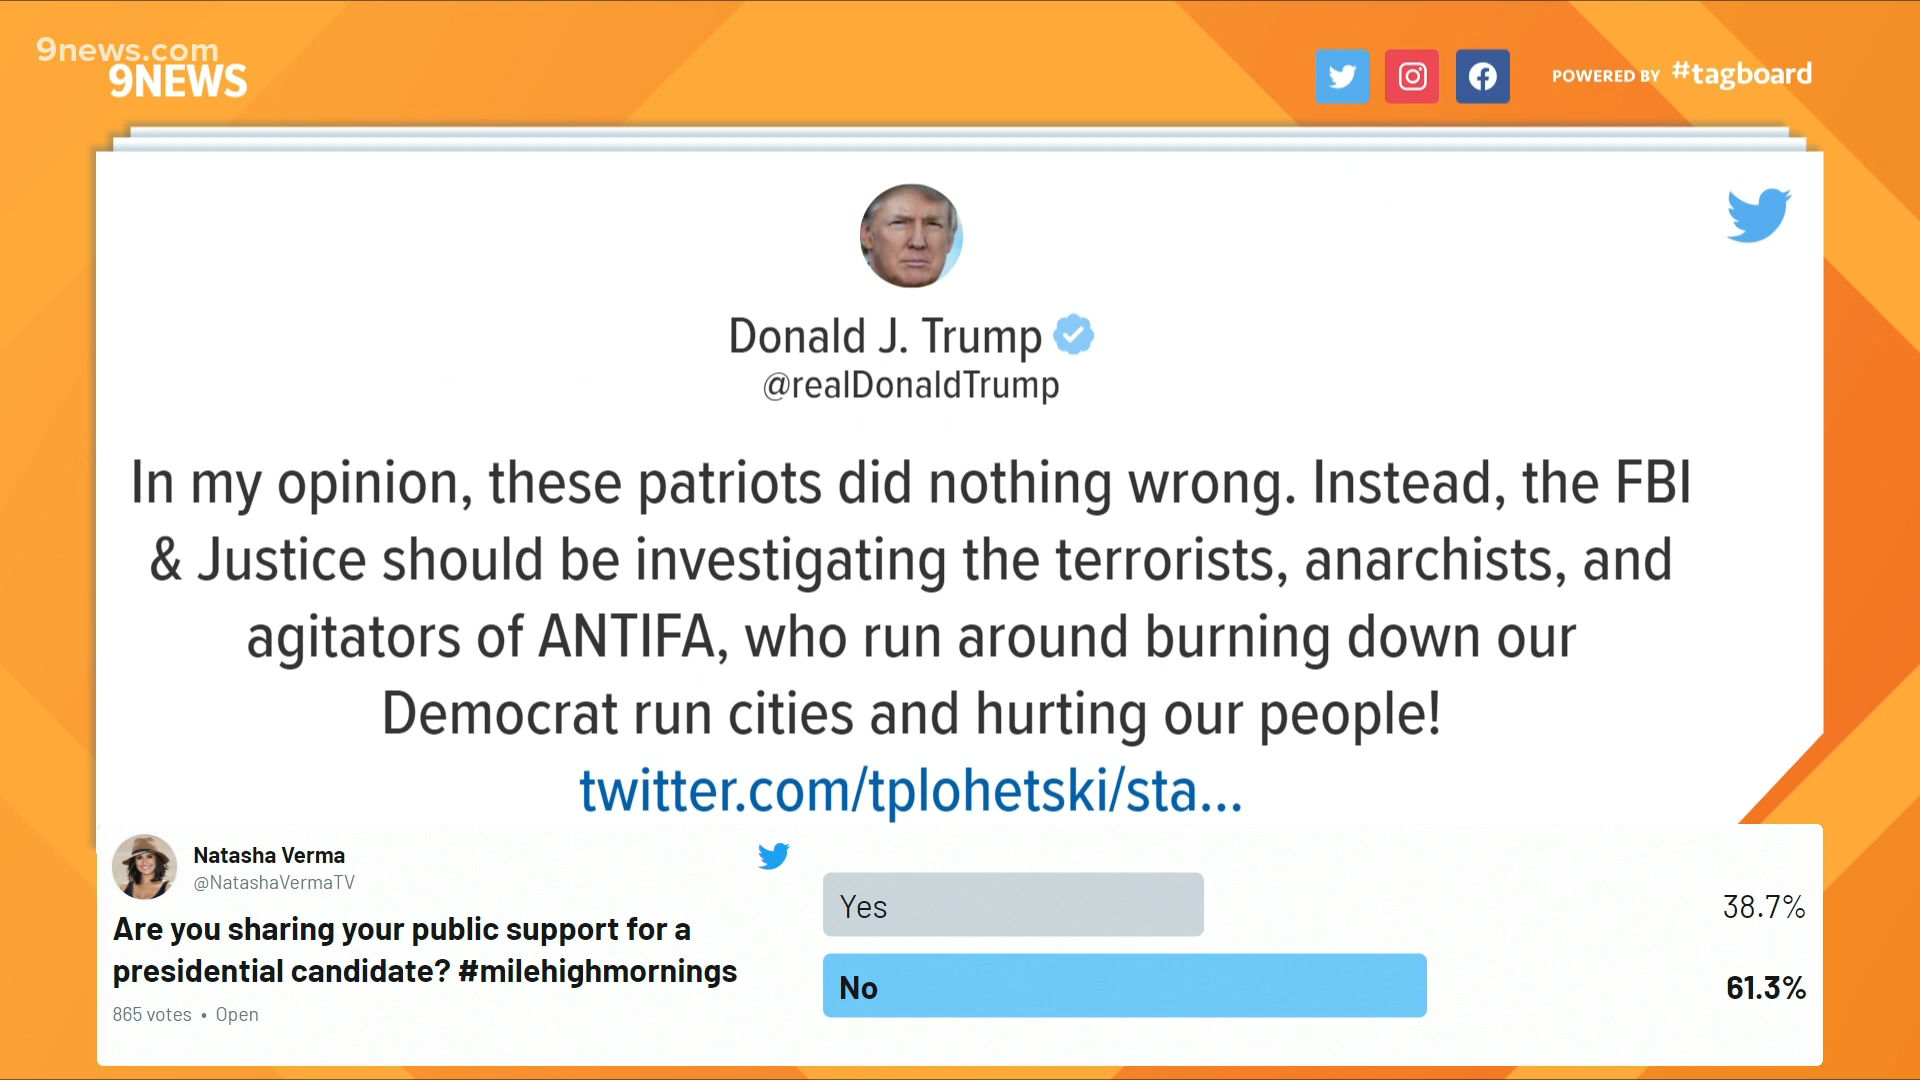 9news.com
9NEWS
POWERED BY #tagboard
Donald J. Trump
@realDonaldTrump
In my opinion, these patriots did nothing wrong. Instead, the FBI
& Justice should be investigating the terrorists, anarchists, and
agitators of ANTIFA, who run around burning down our
Democrat run cities and hurting our people!
twitter.com/tplohetski/sta...
Natasha Verma
@NatashaVermaTV
Are you sharing your public support for a
presidential candidate? #milehighmornings
865 votes • Open
Yes 38.7%
No 61.3%